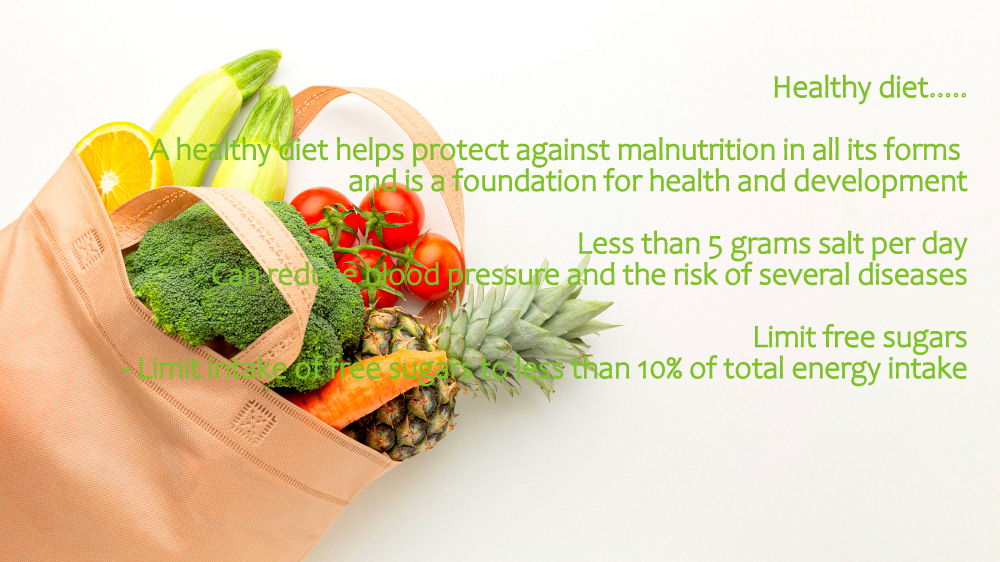 Healthy diet.....
A healthy diet helps protect against malnutrition in all its forms
and is a foundation for health and development
Less than 5 grams salt per day
Can reduce blood pressure and the risk of several diseases
Limit free sugars
- Limit intake of free sugars to less than 10% of total energy intake